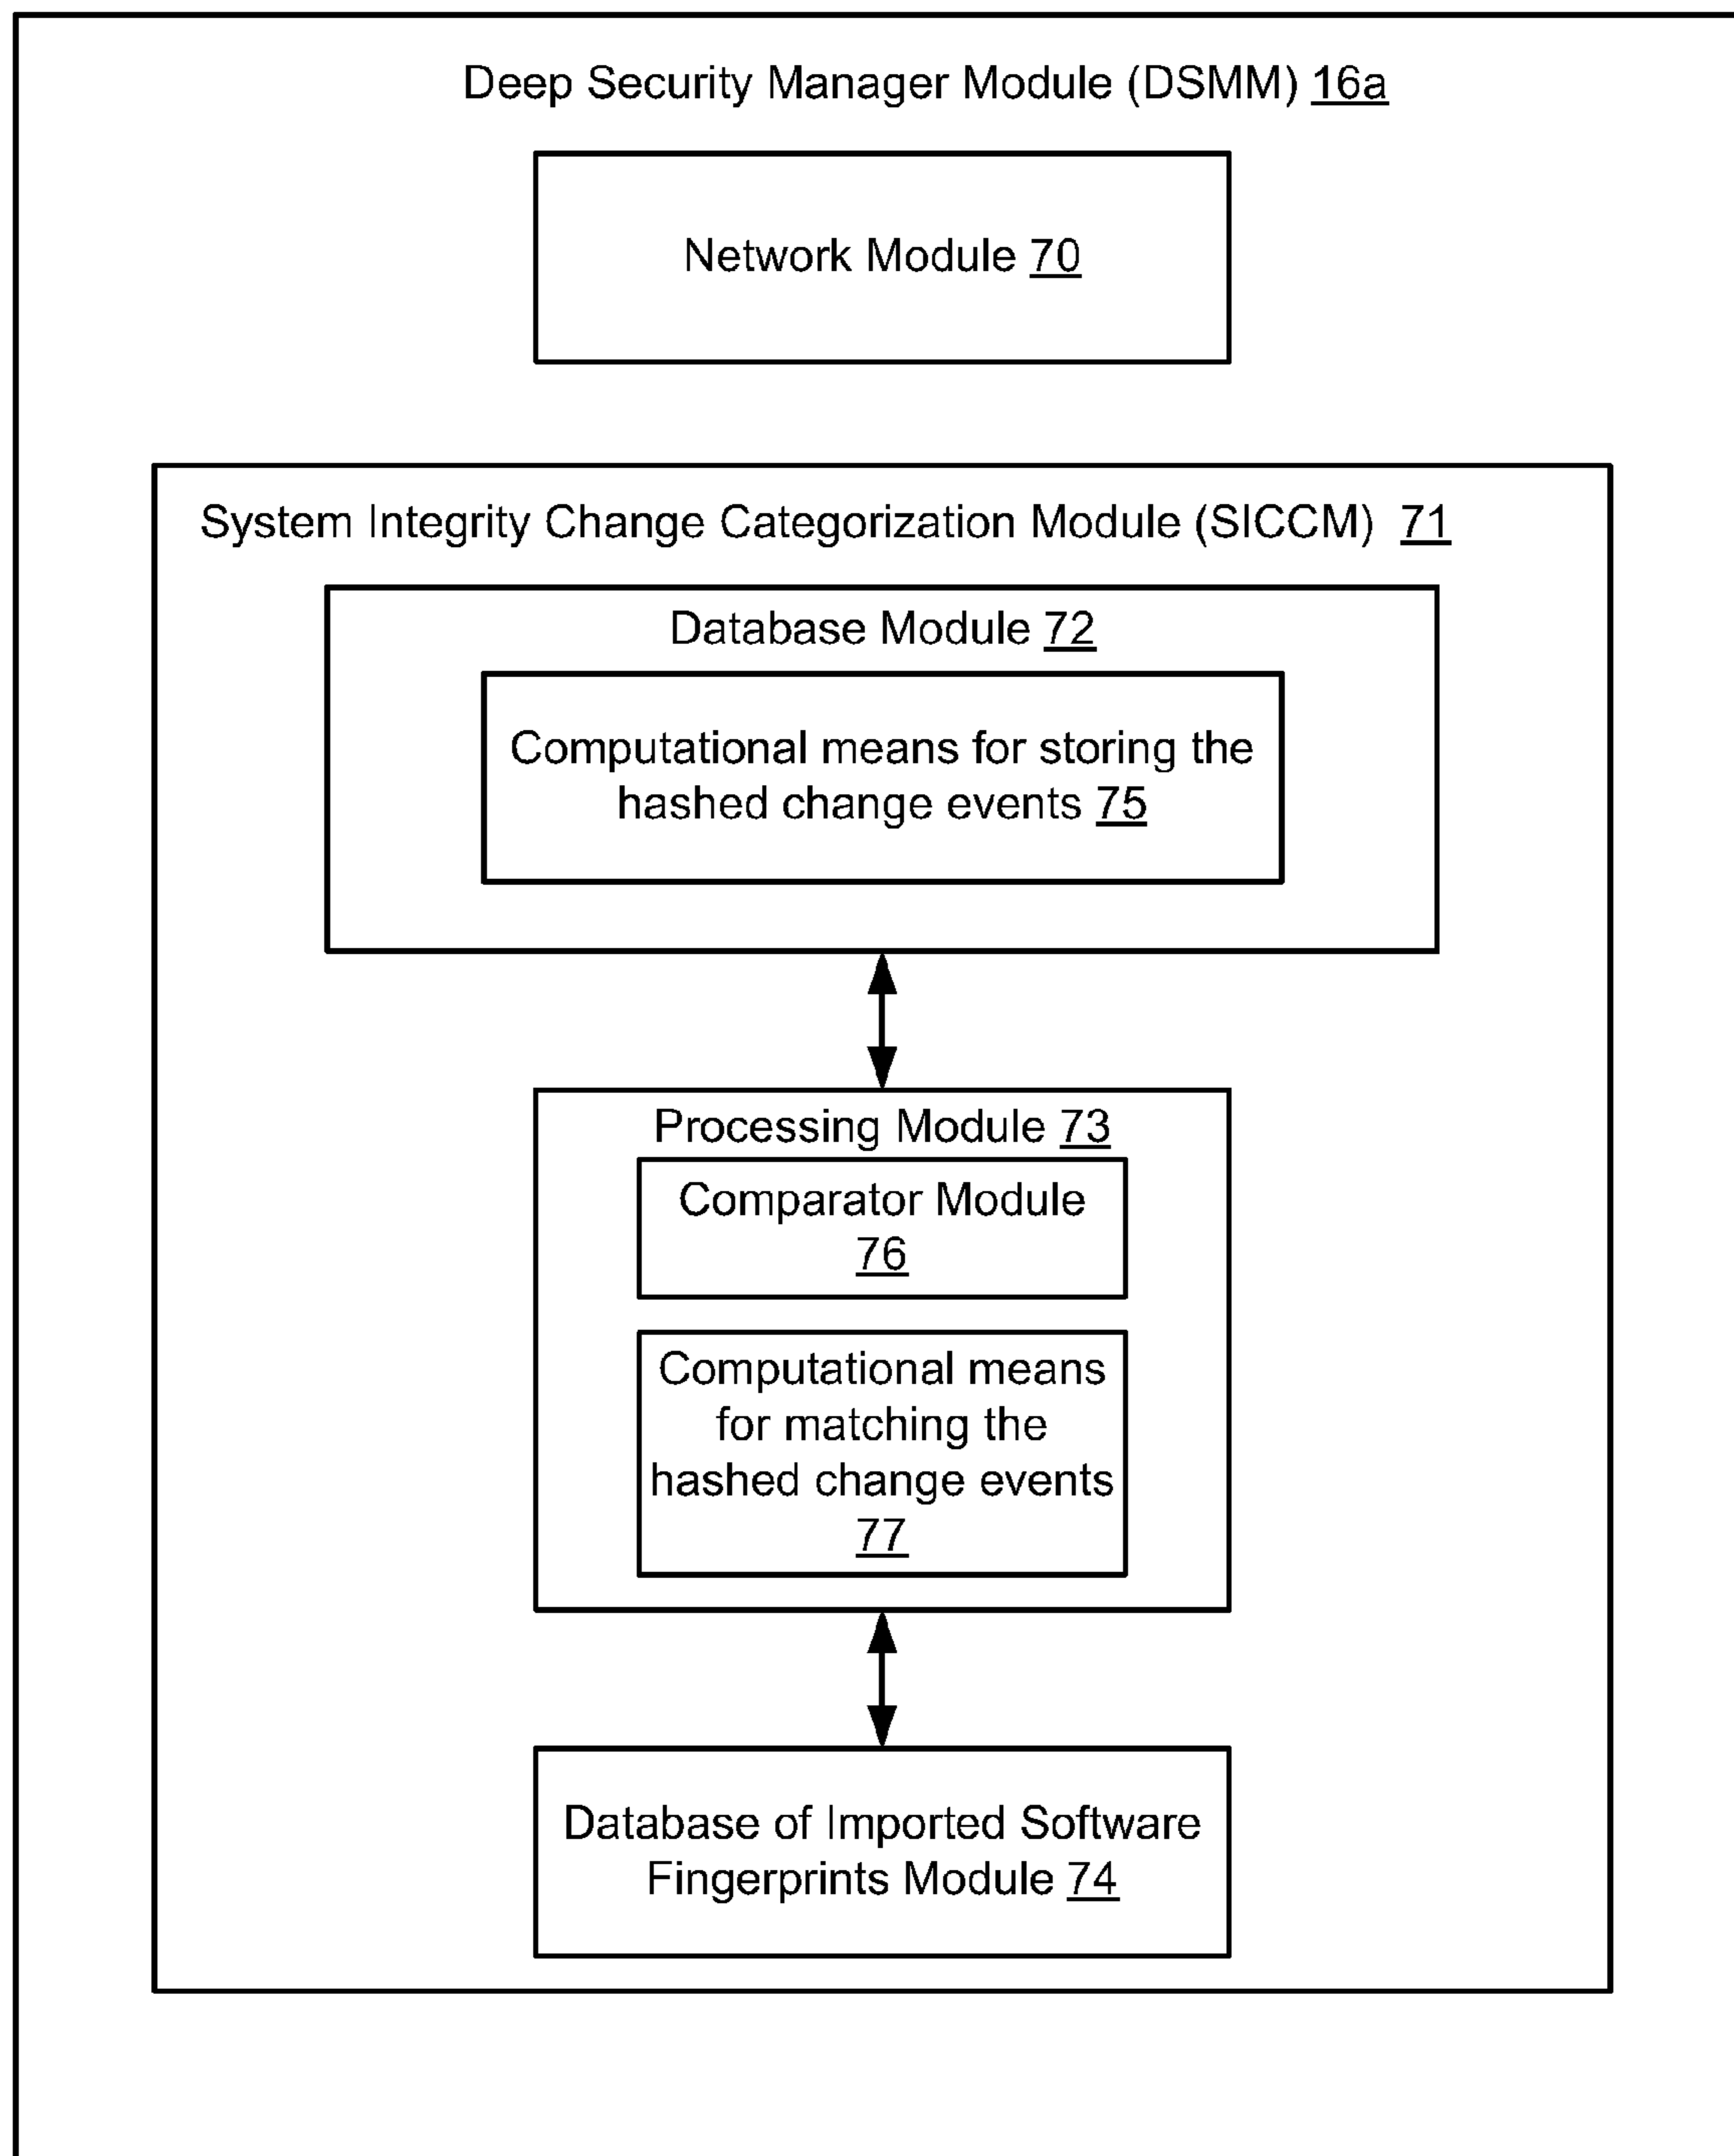 Deep Security Manager Module (DSMM) 16a
Network Module 70
System Integrity Change Categorization Module (SICCM) 71
Database Module 72
Computational means for storing the
hashed change events 75
Processing Module 73
Comparator Module
76
Computational means
for matching the
hashed change events
77
Database of Imported Software
Fingerprints Module 74